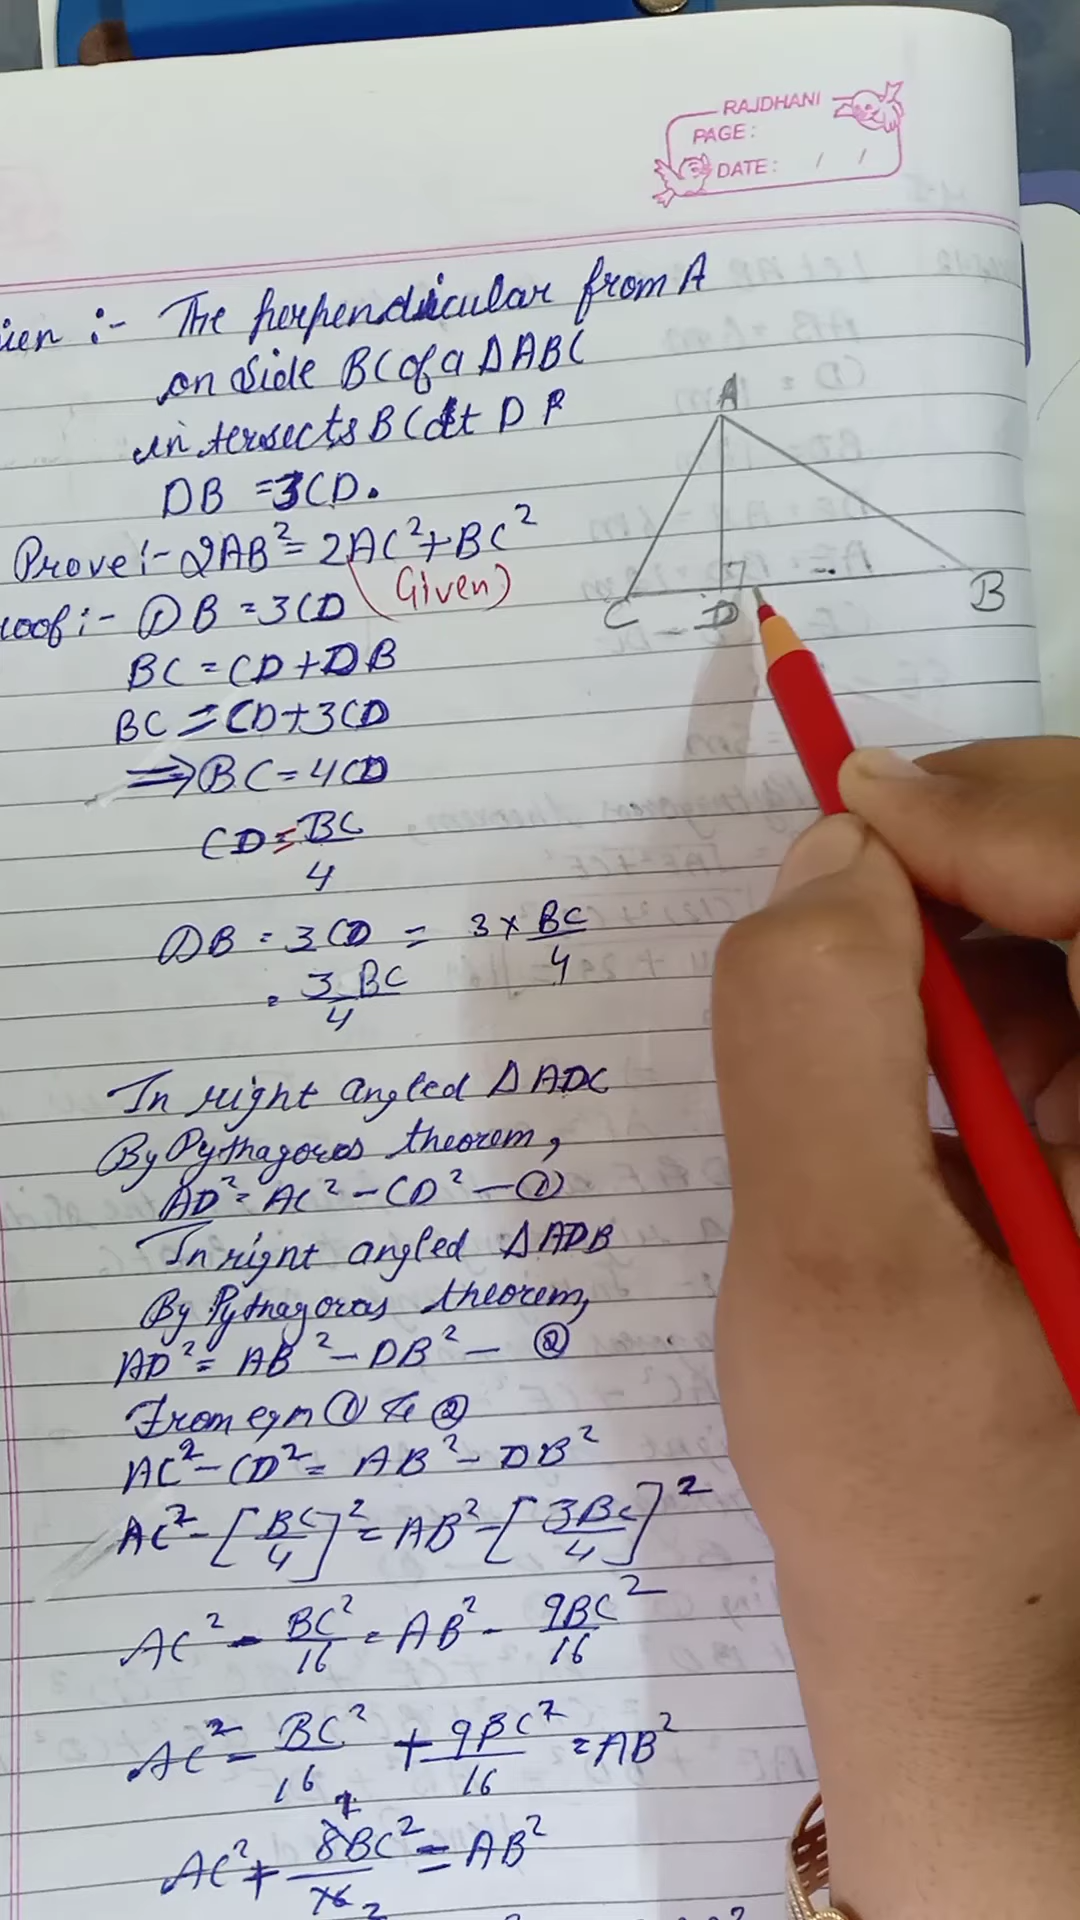 RAJDHANI
PAGE:
DATE: / /
:- The perpendicular from A
on side BC of a ΔABC
intersects BC at D
DB = 3CD.
Prove :- 2AB² = 2AC² + BC²
(Given)
:- DB = 3CD
BC = CD + DB
BC = CD + 3CD
⇒ BC = 4CD
CD = BC/4
DB = 3CD = 3 × BC/4
= 3BC/4
In right angled ΔADC
By Pythagoras theorem,
AD² = AC² - CD² - ①
In right angled ΔADB
By Pythagoras theorem,
AD² = AB² - DB² - ②
From eqn ① & ②
AC² - CD² = AB² - DB²
AC² - [BC/4]² = AB² - [3BC/4]²
AC² - BC²/16 = AB² - 9BC²/16
AC² - BC²/16 + 9BC²/16 = AB²
AC² + 8BC²/16 = AB²
1
2
A
C
D
B